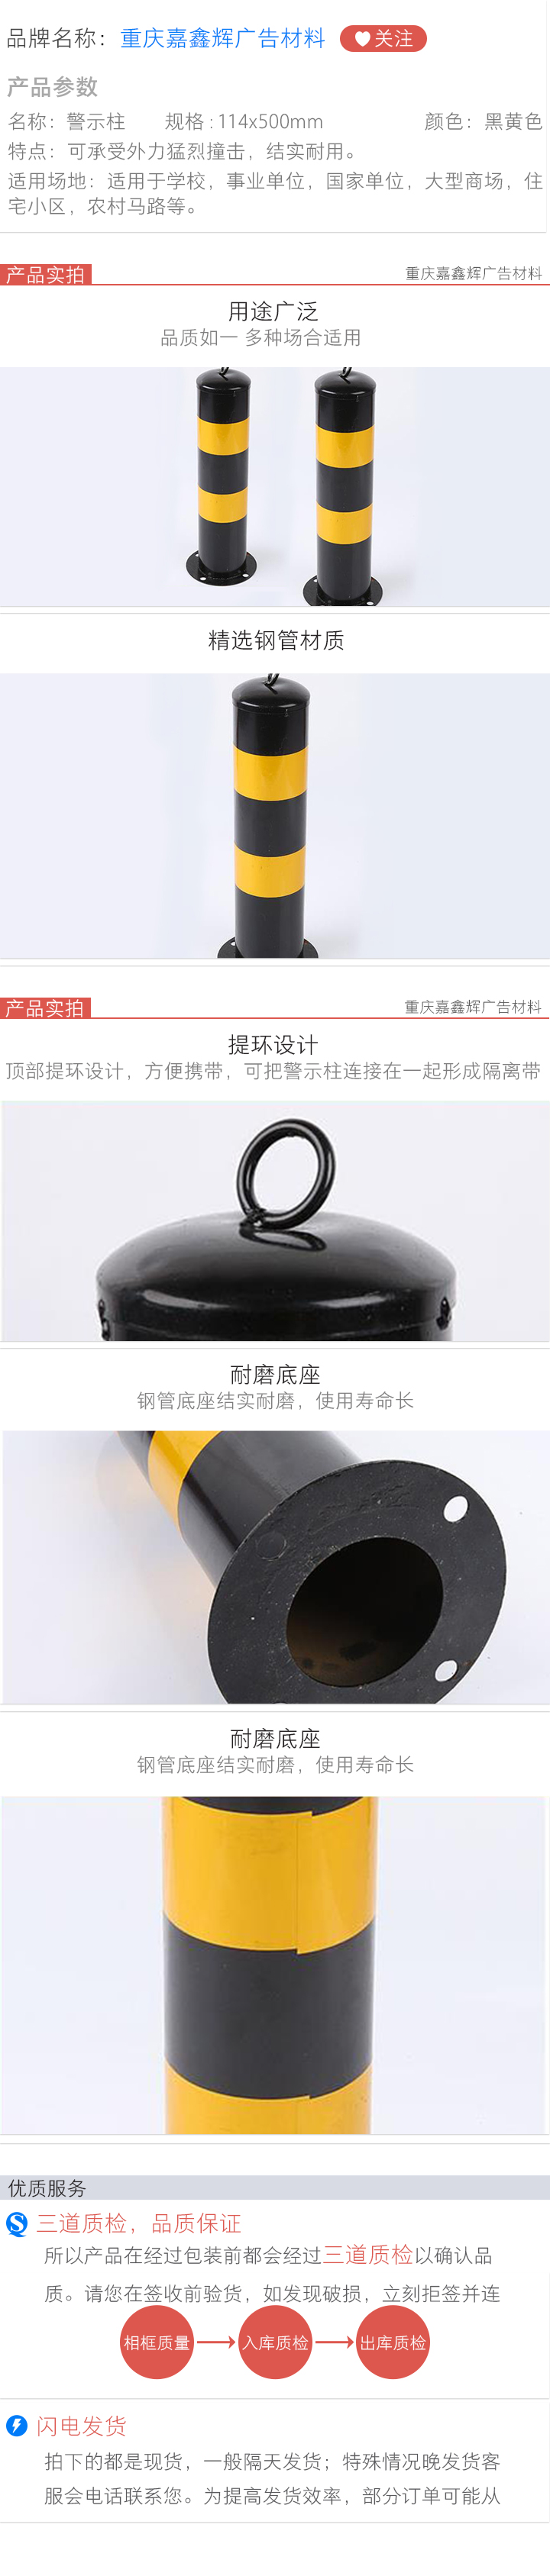 品牌名称：重庆嘉鑫辉广告材料 关注
产品参数
名称：警示柱 规格：114x500mm 颜色：黑黄色
特点：可承受外力猛烈撞击，结实耐用。
适用场地：适用于学校，事业单位，国家单位，大型商场，住
宅小区，农村马路等。
产品实拍 重庆嘉鑫辉广告材料
用途广泛
品质如一 多种场合适用
精选钢管材质
产品实拍 重庆嘉鑫辉广告材料
提环设计
顶部提环设计，方便携带，可把警示柱连接在一起形成隔离带
耐磨底座
钢管底座结实耐磨，使用寿命长
耐磨底座
钢管底座结实耐磨，使用寿命长
优质服务
三道质检，品质保证
所以产品在经过包装前都会经过三道质检以确认品
质。请您在签收前验货，如发现破损，立刻拒签并连
相框质量 入库质检 出库质检
闪电发货
拍下的都是现货，一般隔天发货；特殊情况晚发货客
服会电话联系您。为提高发货效率，部分订单可能从